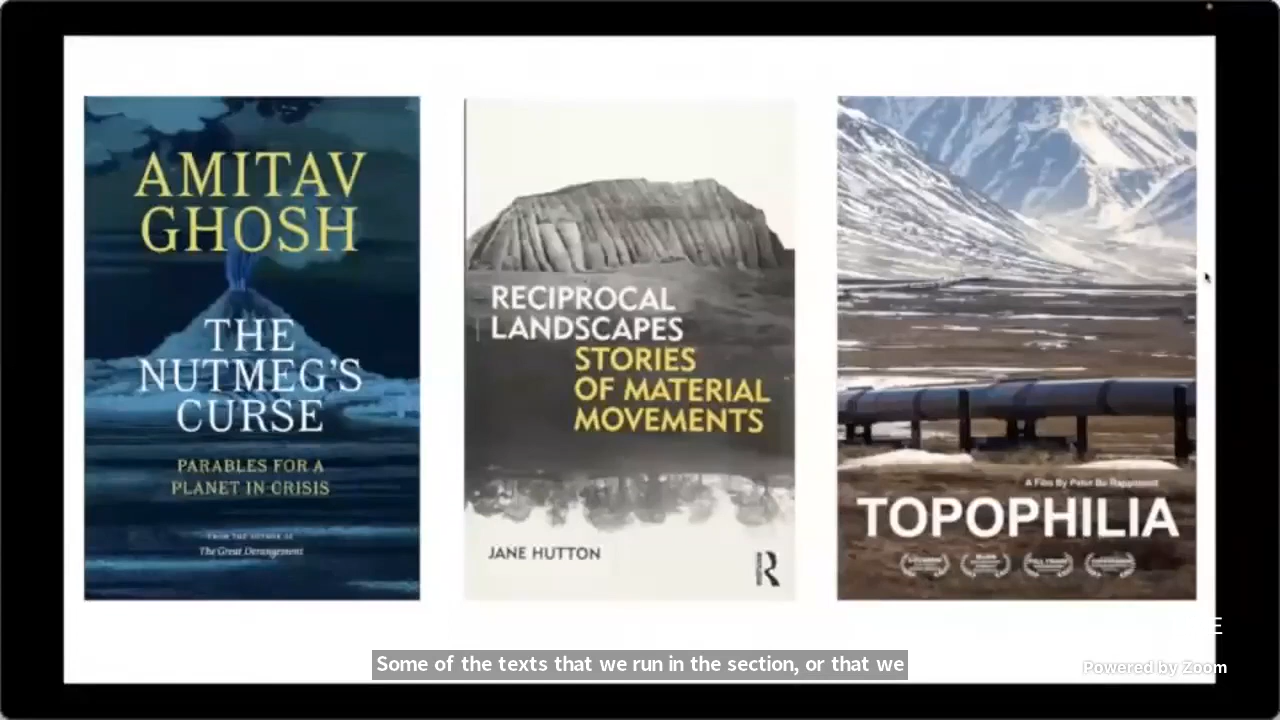 AMITAV
GHOSH
THE
NUTMEG'S
CURSE
PARABLES FOR A
PLANET IN CRISIS
FROM THE AUTHOR OF
The Great Derangement
RECIPROCAL
LANDSCAPES
STORIES
OF MATERIAL
MOVEMENTS
JANE HUTTON
R
A Film By Peter Bo Rappmund
TOPOPHILIA
E
Some of the texts that we run in the section, or that we
Powered by Zoom